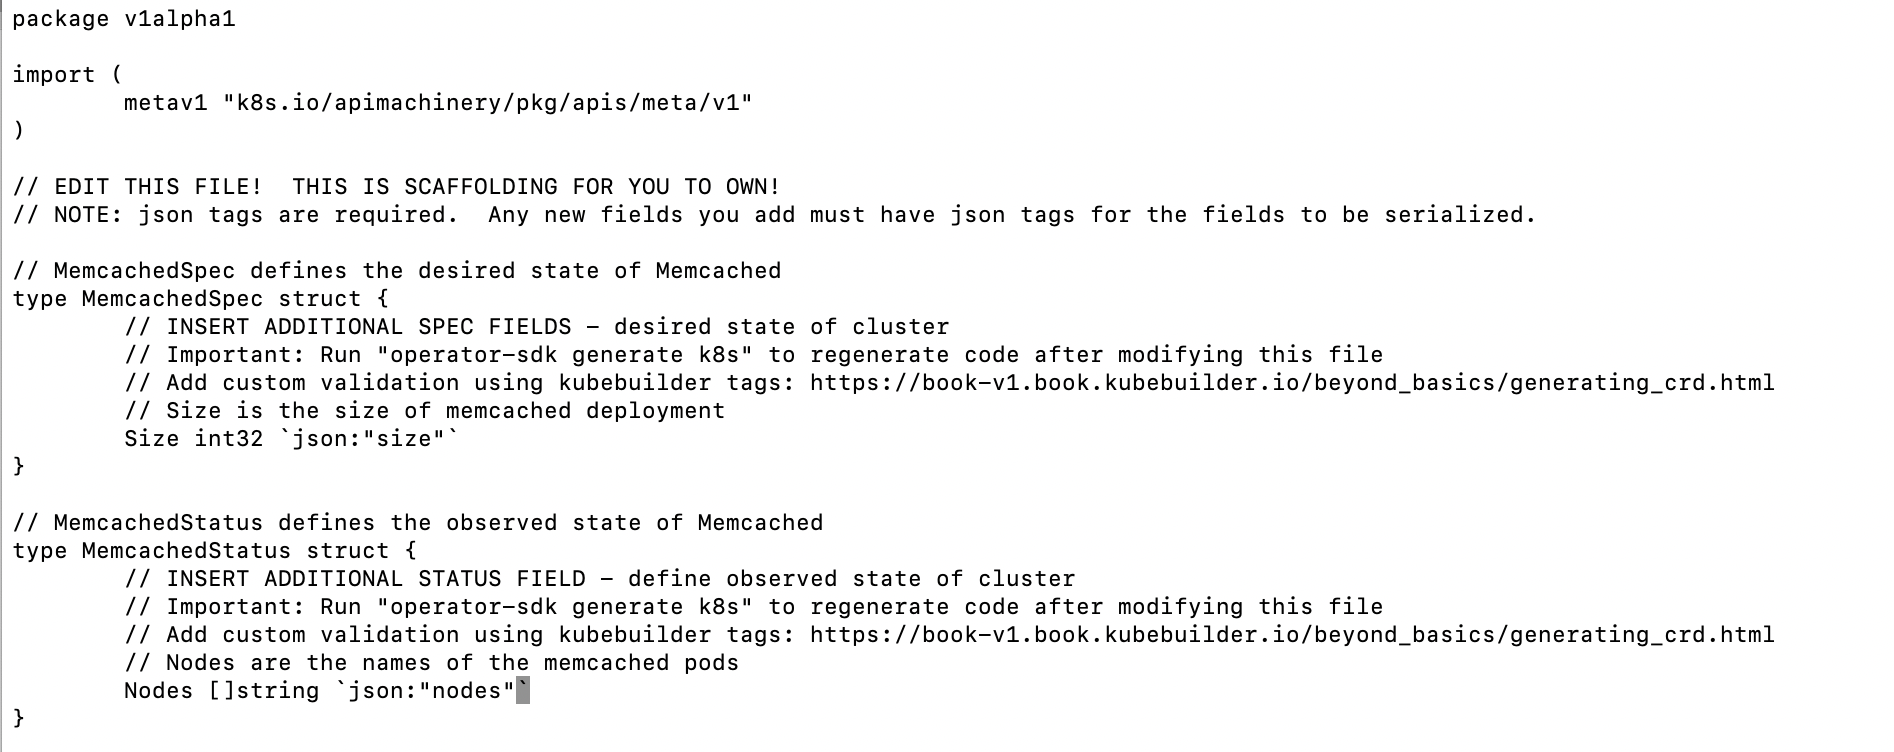 package v1alpha1
import (
metav1 "k8s.io/apimachinery/pkg/apis/meta/v1"
)
// EDIT THIS FILE!  THIS IS SCAFFOLDING FOR YOU TO OWN!
// NOTE: json tags are required.  Any new fields you add must have json tags for the fields to be serialized.
// MemcachedSpec defines the desired state of Memcached
type MemcachedSpec struct {
// INSERT ADDITIONAL SPEC FIELDS - desired state of cluster
// Important: Run "operator-sdk generate k8s" to regenerate code after modifying this file
// Add custom validation using kubebuilder tags: https://book-v1.book.kubebuilder.io/beyond_basics/generating_crd.html
// Size is the size of memcached deployment
Size int32 `json:"size"`
}
// MemcachedStatus defines the observed state of Memcached
type MemcachedStatus struct {
// INSERT ADDITIONAL STATUS FIELD - define observed state of cluster
// Important: Run "operator-sdk generate k8s" to regenerate code after modifying this file
// Add custom validation using kubebuilder tags: https://book-v1.book.kubebuilder.io/beyond_basics/generating_crd.html
// Nodes are the names of the memcached pods
Nodes []string `json:"nodes"`
}